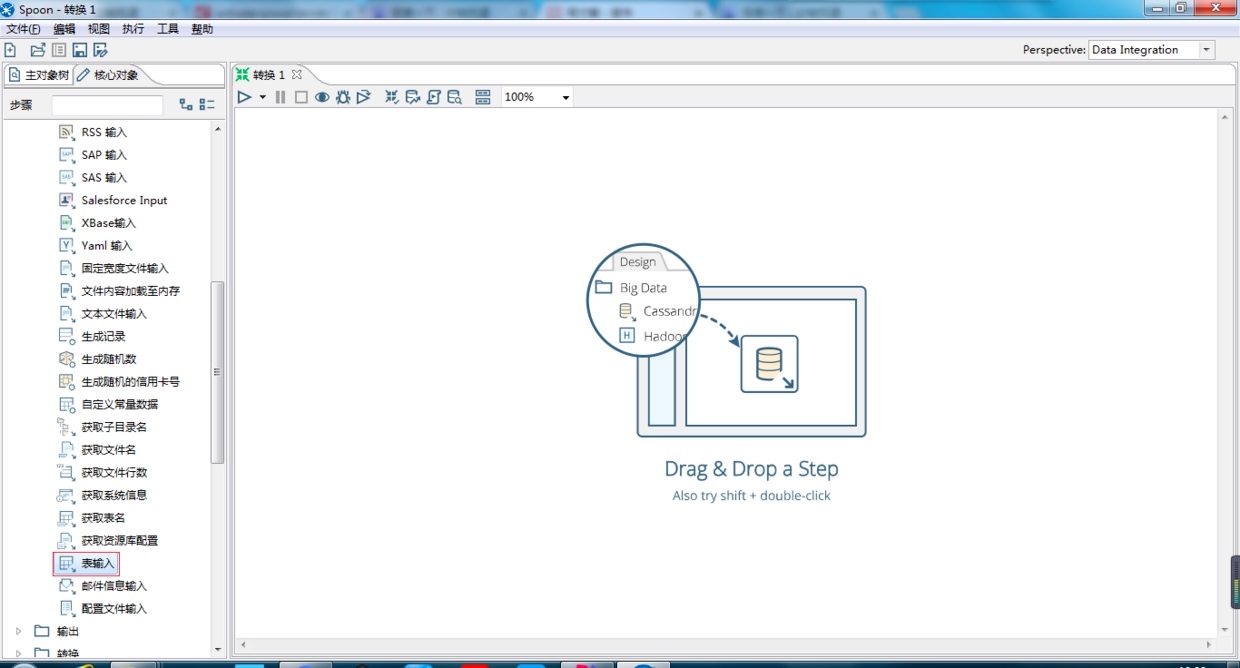 Spoon - 转换 1
文件(F) 编辑 视图 执行 工具 帮助
Perspective: Data Integration
主对象树 核心对象
转换 1
步骤
100%
RSS 输入
SAP 输入
SAS 输入
Salesforce Input
XBase输入
Yaml 输入
固定宽度文件输入
文件内容加载至内存
文本文件输入
生成记录
生成随机数
生成随机的信用卡号
自定义常量数据
获取子目录名
获取文件名
获取文件行数
获取系统信息
获取表名
获取资源库配置
表输入
邮件信息输入
配置文件输入
输出
转换
Design
Big Data
Cassandr
H Hadoop
Drag & Drop a Step
Also try shift + double-click